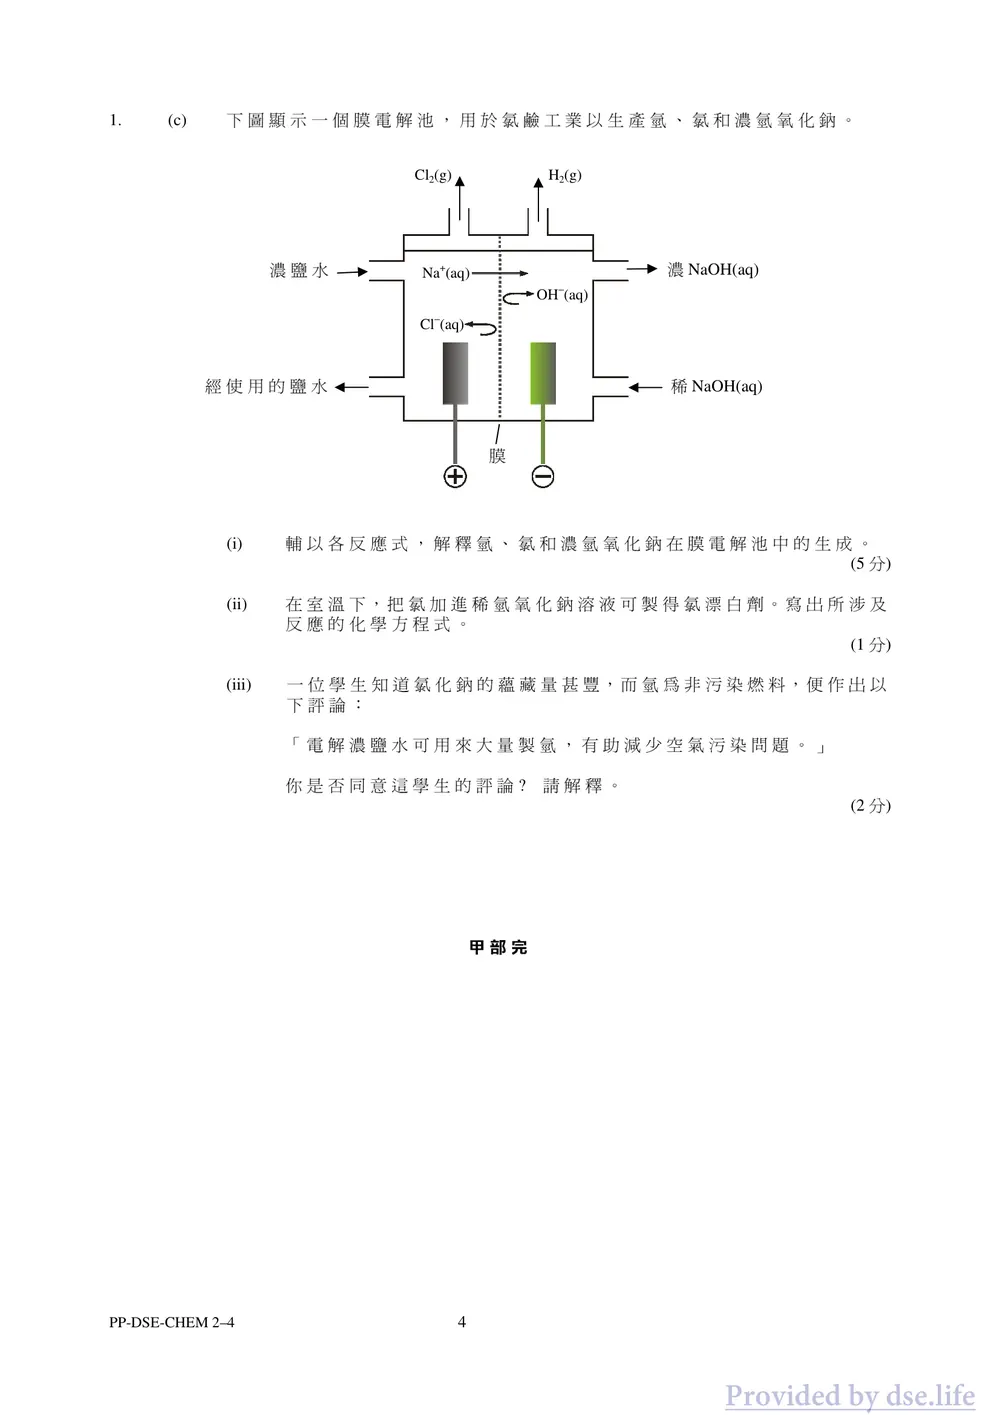 1. (c) 下圖顯示一個膜電解池，用於氯鹼工業以生產氫、氯和濃氫氧化鈉。
Cl₂(g) H₂(g)
濃鹽水 Na⁺(aq) 濃 NaOH(aq)
OH⁻(aq)
Cl⁻(aq)
經使用的鹽水 稀 NaOH(aq)
膜
+ −
(i) 輔以各反應式，解釋氫、氯和濃氫氧化鈉在膜電解池中的生成。
(5 分)
(ii) 在室溫下，把氯加進稀氫氧化鈉溶液可製得氯漂白劑。寫出所涉及
反應的化學方程式。
(1 分)
(iii) 一位學生知道氯化鈉的蘊藏量甚豐，而氫爲非污染燃料，便作出以
下評論：
「電解濃鹽水可用來大量製氫，有助減少空氣污染問題。」
你是否同意這學生的評論? 請解釋。
(2 分)
甲部完
PP-DSE-CHEM 2–4 4
Provided by dse.life